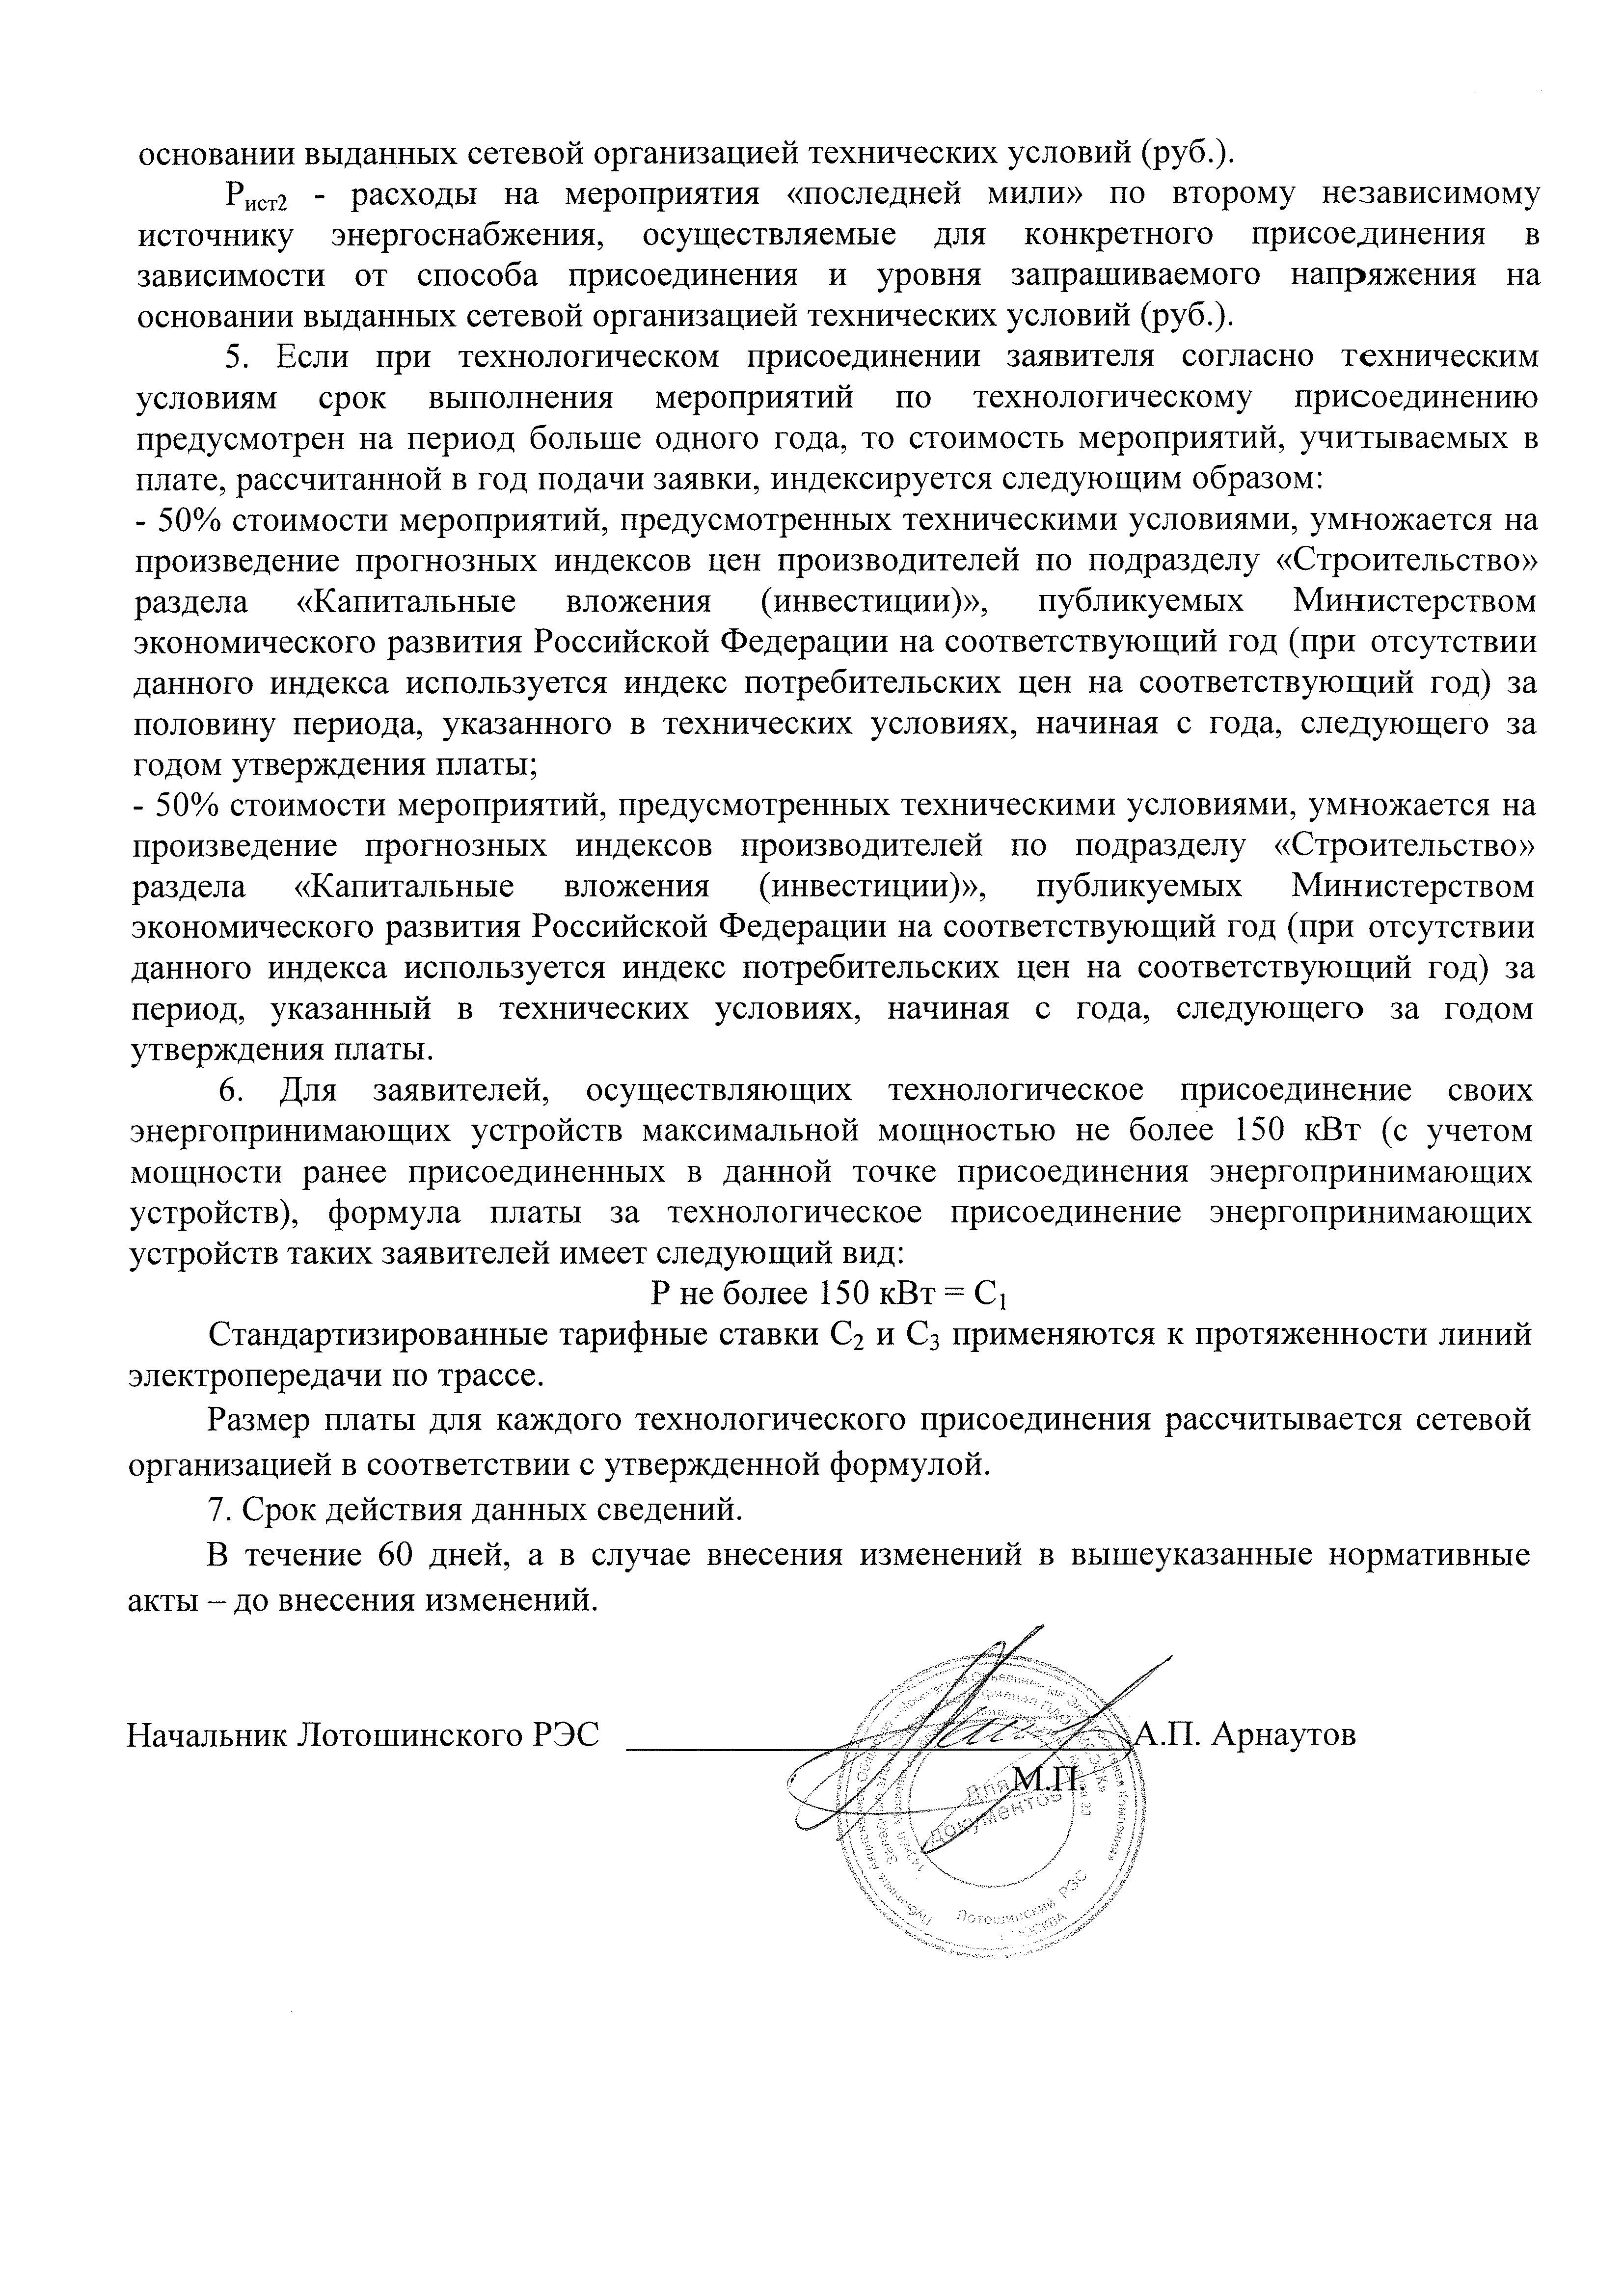 основании выданных сетевой организацией технических условий (руб.).
Рист2 - расходы на мероприятия «последней мили» по второму независимому
источнику энергоснабжения, осуществляемые для конкретного присоединения в
зависимости от способа присоединения и уровня запрашиваемого напряжения на
основании выданных сетевой организацией технических условий (руб.).
5. Если при технологическом присоединении заявителя согласно техническим
условиям срок выполнения мероприятий по технологическому присоединению
предусмотрен на период больше одного года, то стоимость мероприятий, учитываемых в
плате, рассчитанной в год подачи заявки, индексируется следующим образом:
- 50% стоимости мероприятий, предусмотренных техническими условиями, умножается на
произведение прогнозных индексов цен производителей по подразделу «Строительство»
раздела «Капитальные вложения (инвестиции)», публикуемых Министерством
экономического развития Российской Федерации на соответствующий год (при отсутствии
данного индекса используется индекс потребительских цен на соответствующий год) за
половину периода, указанного в технических условиях, начиная с года, следующего за
годом утверждения платы;
- 50% стоимости мероприятий, предусмотренных техническими условиями, умножается на
произведение прогнозных индексов производителей по подразделу «Строительство»
раздела «Капитальные вложения (инвестиции)», публикуемых Министерством
экономического развития Российской Федерации на соответствующий год (при отсутствии
данного индекса используется индекс потребительских цен на соответствующий год) за
период, указанный в технических условиях, начиная с года, следующего за годом
утверждения платы.
6. Для заявителей, осуществляющих технологическое присоединение своих
энергопринимающих устройств максимальной мощностью не более 150 кВт (с учетом
мощности ранее присоединенных в данной точке присоединения энергопринимающих
устройств), формула платы за технологическое присоединение энергопринимающих
устройств таких заявителей имеет следующий вид:
Р не более 150 кВт = С₁
Стандартизированные тарифные ставки С₂ и С₃ применяются к протяженности линий
электропередачи по трассе.
Размер платы для каждого технологического присоединения рассчитывается сетевой
организацией в соответствии с утвержденной формулой.
7. Срок действия данных сведений.
В течение 60 дней, а в случае внесения изменений в вышеуказанные нормативные
акты – до внесения изменений.
Начальник Лотошинского РЭС А.П. Арнаутов
М.П.
Для
документов
Лотошинский РЭС
МОСКВА